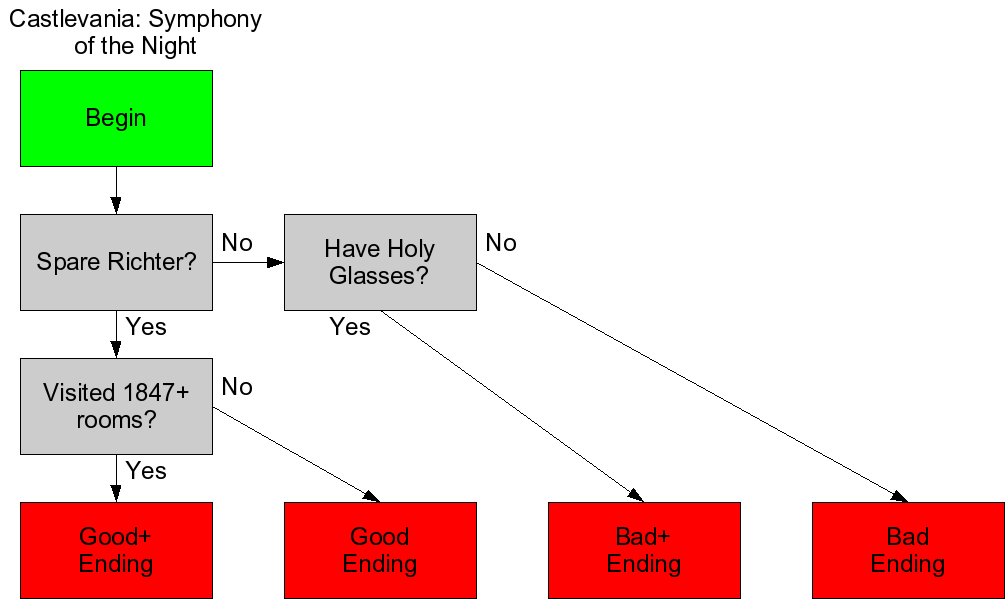 Castlevania: Symphony
of the Night
Begin
Spare Richter?
No
Have Holy
Glasses?
No
Yes
Yes
Visited 1847+
rooms?
No
Yes
Good+
Ending
Good
Ending
Bad+
Ending
Bad
Ending